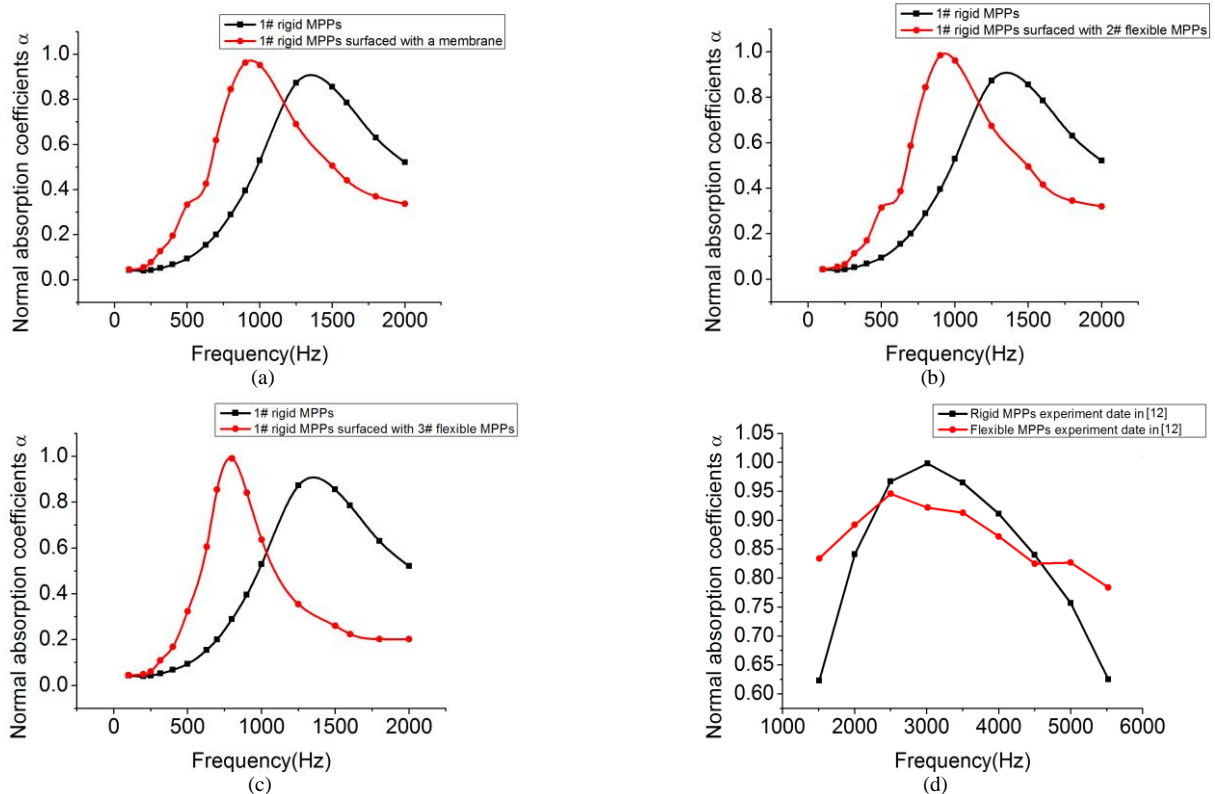 1# rigid MPPs
1# rigid MPPs surfaced with a membrane
Normal absorption coefficients α
1.0
0.8
0.6
0.4
0.2
0.0
0 500 1000 1500 2000
Frequency(Hz)
(a)
1# rigid MPPs
1# rigid MPPs surfaced with 2# flexible MPPs
Normal absorption coefficients α
1.0
0.8
0.6
0.4
0.2
0.0
0 500 1000 1500 2000
Frequency(Hz)
(b)
1# rigid MPPs
1# rigid MPPs surfaced with 3# flexible MPPs
Normal absorption coefficients α
1.0
0.8
0.6
0.4
0.2
0.0
0 500 1000 1500 2000
Frequency(Hz)
(c)
Rigid MPPs experiment date in [12]
Flexible MPPs experiment date in [12]
Normal absorption coefficients α
1.05
1.00
0.95
0.90
0.85
0.80
0.75
0.70
0.65
0.60
1000 2000 3000 4000 5000 6000
Frequency(Hz)
(d)